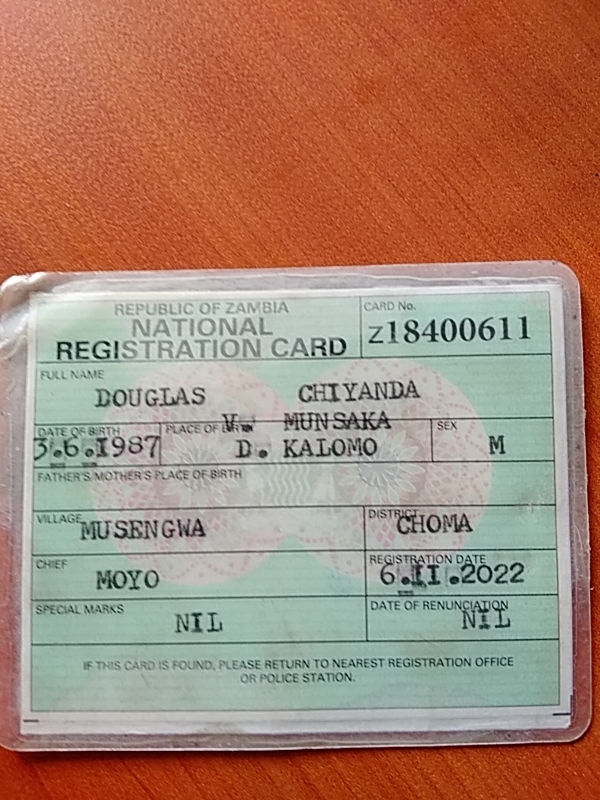 REPUBLIC OF ZAMBIA
NATIONAL
REGISTRATION CARD
CARD No.
Z18400611
FULL NAME
DOUGLAS CHIYANDA
DATE OF BIRTH
3.6.1987
PLACE OF BIRTH
V. MUNSAKA
D. KALOMO
SEX
M
FATHER'S/MOTHER'S PLACE OF BIRTH
VILLAGE MUSENGWA
DISTRICT CHOMA
CHIEF
MOYO
REGISTRATION DATE
6.II.2022
SPECIAL MARKS
NIL
DATE OF RENUNCIATION
NIL
IF THIS CARD IS FOUND, PLEASE RETURN TO NEAREST REGISTRATION OFFICE
OR POLICE STATION.